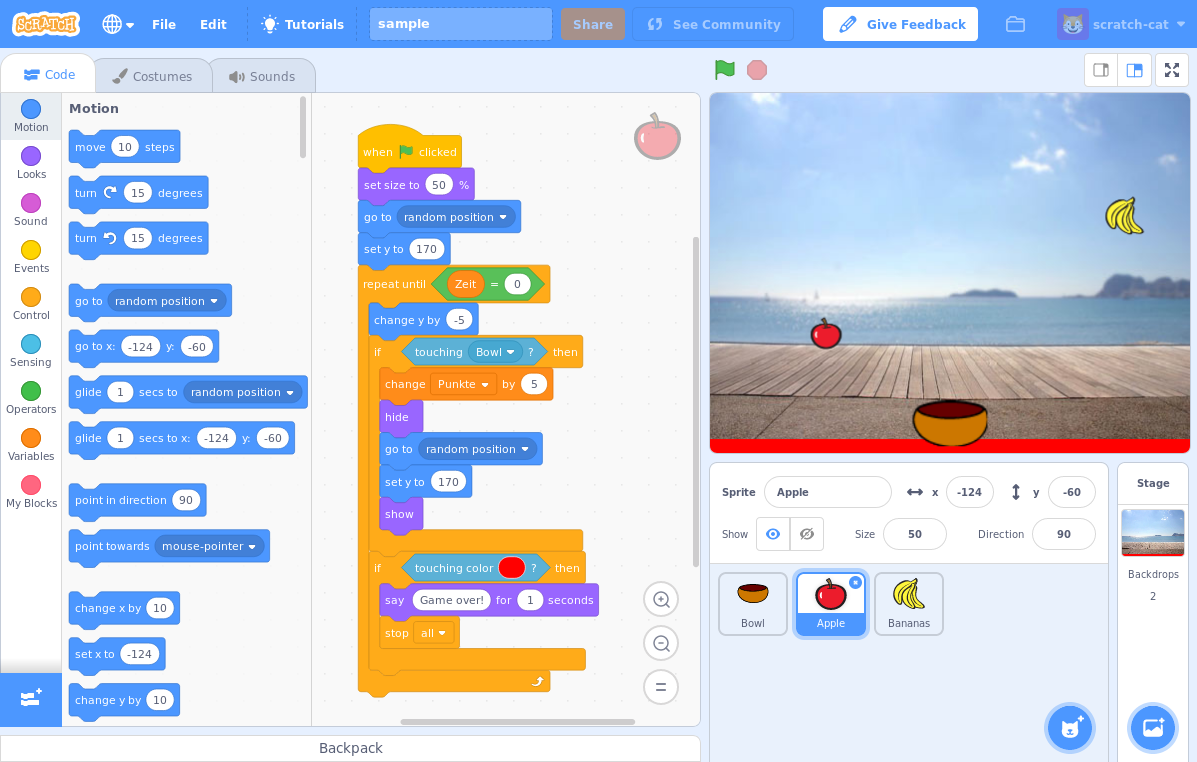 SCRATCH File Edit Tutorials sample Share See Community Give Feedback scratch-cat
Code Costumes Sounds
Motion
Looks
Sound
Events
Control
Sensing
Operators
Variables
My Blocks
Motion
move 10 steps
turn 15 degrees
turn 15 degrees
go to random position
go to x: -124 y: -60
glide 1 secs to random position
glide 1 secs to x: -124 y: -60
point in direction 90
point towards mouse-pointer
change x by 10
set x to -124
change y by 10
when clicked
set size to 50 %
go to random position
set y to 170
repeat until Zeit = 0
change y by -5
if touching Bowl ? then
change Punkte by 5
hide
go to random position
set y to 170
show
if touching color ? then
say Game over! for 1 seconds
stop all
Backpack
Sprite Apple x -124 y -60
Show Size 50 Direction 90
Bowl
Apple
Bananas
Stage
Backdrops
2